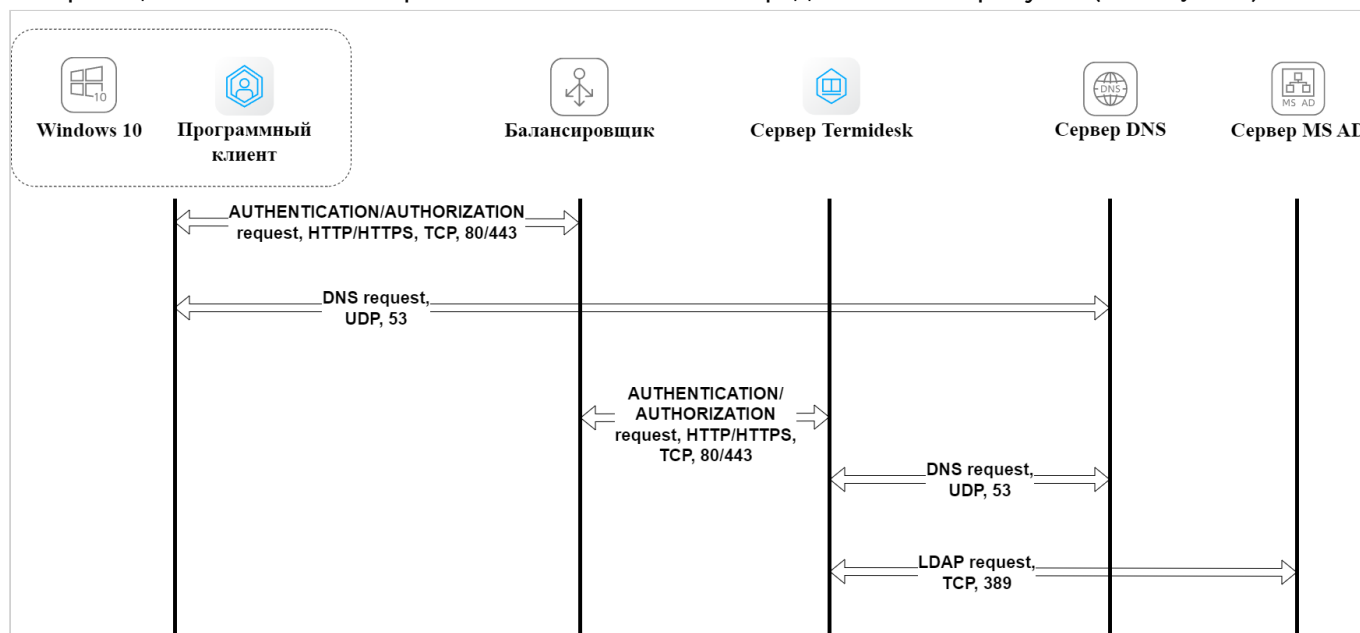 10
DNS
MS AD
Windows 10
Программный
клиент
Балансировщик
Сервер Termidesk
Сервер DNS
Сервер MS AD
AUTHENTICATION/AUTHORIZATION
request, HTTP/HTTPS, TCP, 80/443
DNS request,
UDP, 53
AUTHENTICATION/
AUTHORIZATION
request, HTTP/HTTPS,
TCP, 80/443
DNS request,
UDP, 53
LDAP request,
TCP, 389